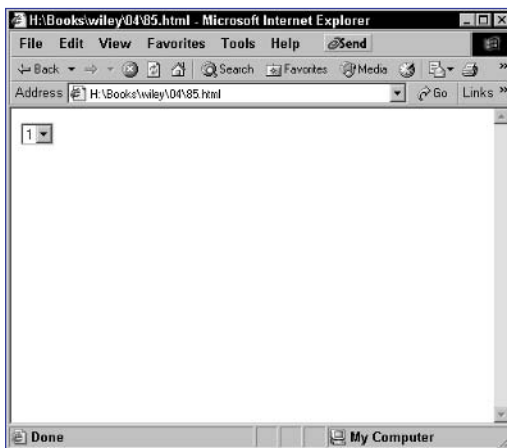 H:\Books\wiley\04\85.html - Microsoft Internet Explorer
File Edit View Favorites Tools Help Send
Back Search Favorites Media »
Address H:\Books\wiley\04\85.html Go Links »
1
Done My Computer